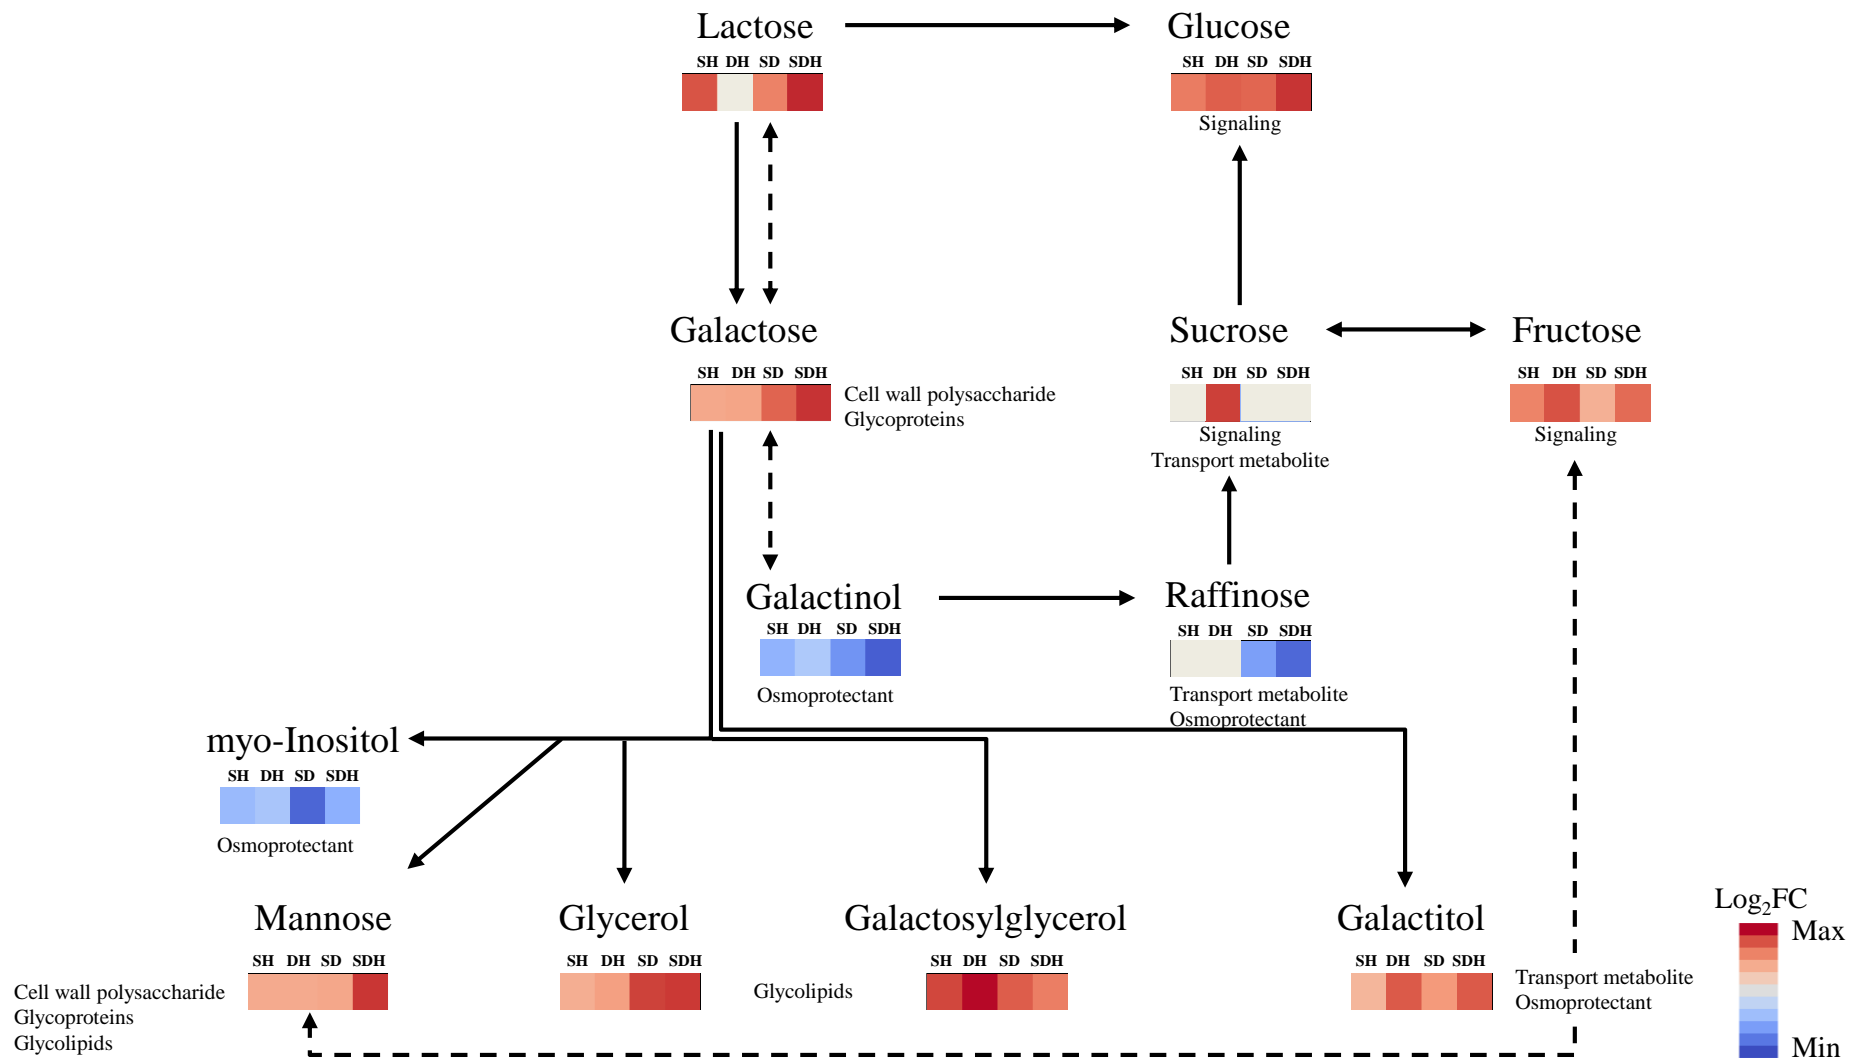 Lactose
SH DH SD SDH
Glucose
SH DH SD SDH
Signaling
Galactose
SH DH SD SDH
Cell wall polysaccharide
Glycoproteins
Sucrose
SH DH SD SDH
Signaling
Transport metabolite
Fructose
SH DH SD SDH
Signaling
Galactinol
SH DH SD SDH
Osmoprotectant
Raffinose
SH DH SD SDH
Transport metabolite
Osmoprotectant
myo-Inositol
SH DH SD SDH
Osmoprotectant
Mannose
SH DH SD SDH
Cell wall polysaccharide
Glycoproteins
Glycolipids
Glycerol
SH DH SD SDH
Galactosylglycerol
SH DH SD SDH
Glycolipids
Galactitol
SH DH SD SDH
Transport metabolite
Osmoprotectant
Log₂FC
Max
Min